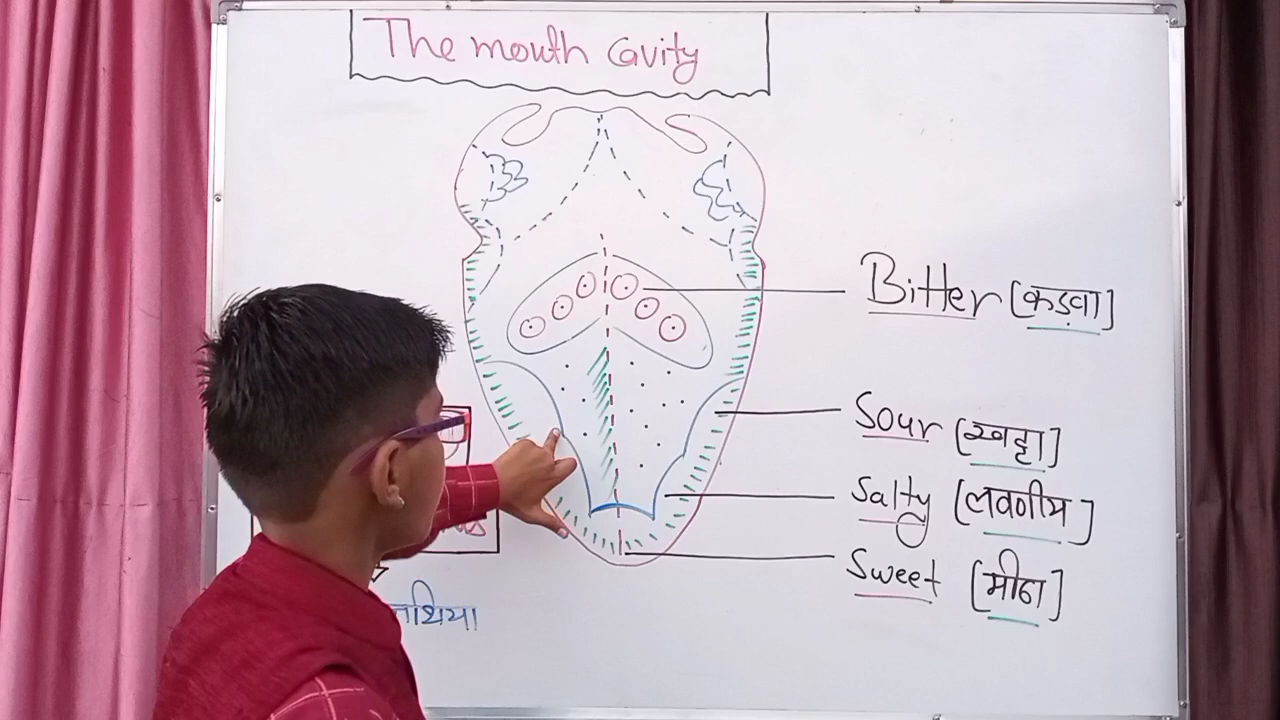 The mouth Cavity
Bitter [कड़वा]
Sour [खट्टा]
Salty [लवणीय]
Sweet [मीठा]